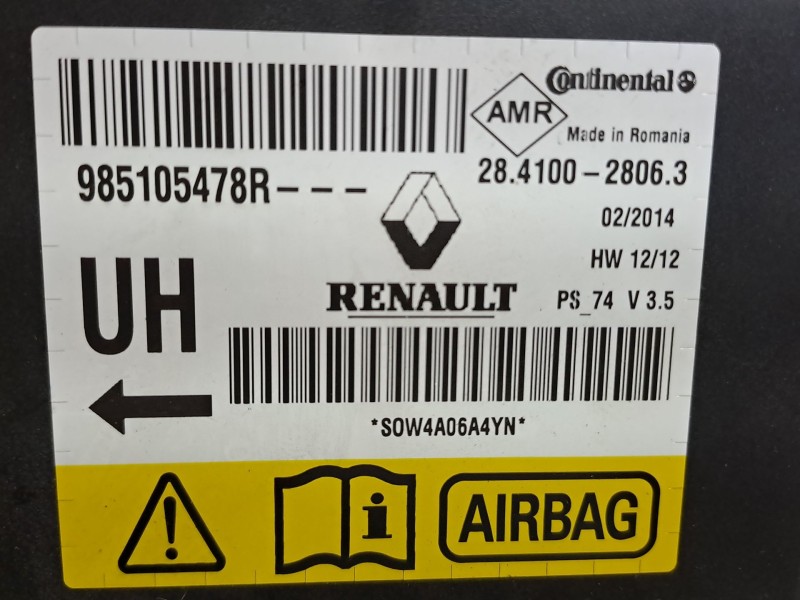 Continental
AMR
Made in Romania
985105478R---
28.4100-2806.3
02/2014
HW 12/12
UH
RENAULT
PS_74 V 3.5
*S0W4A06A4YN*
AIRBAG